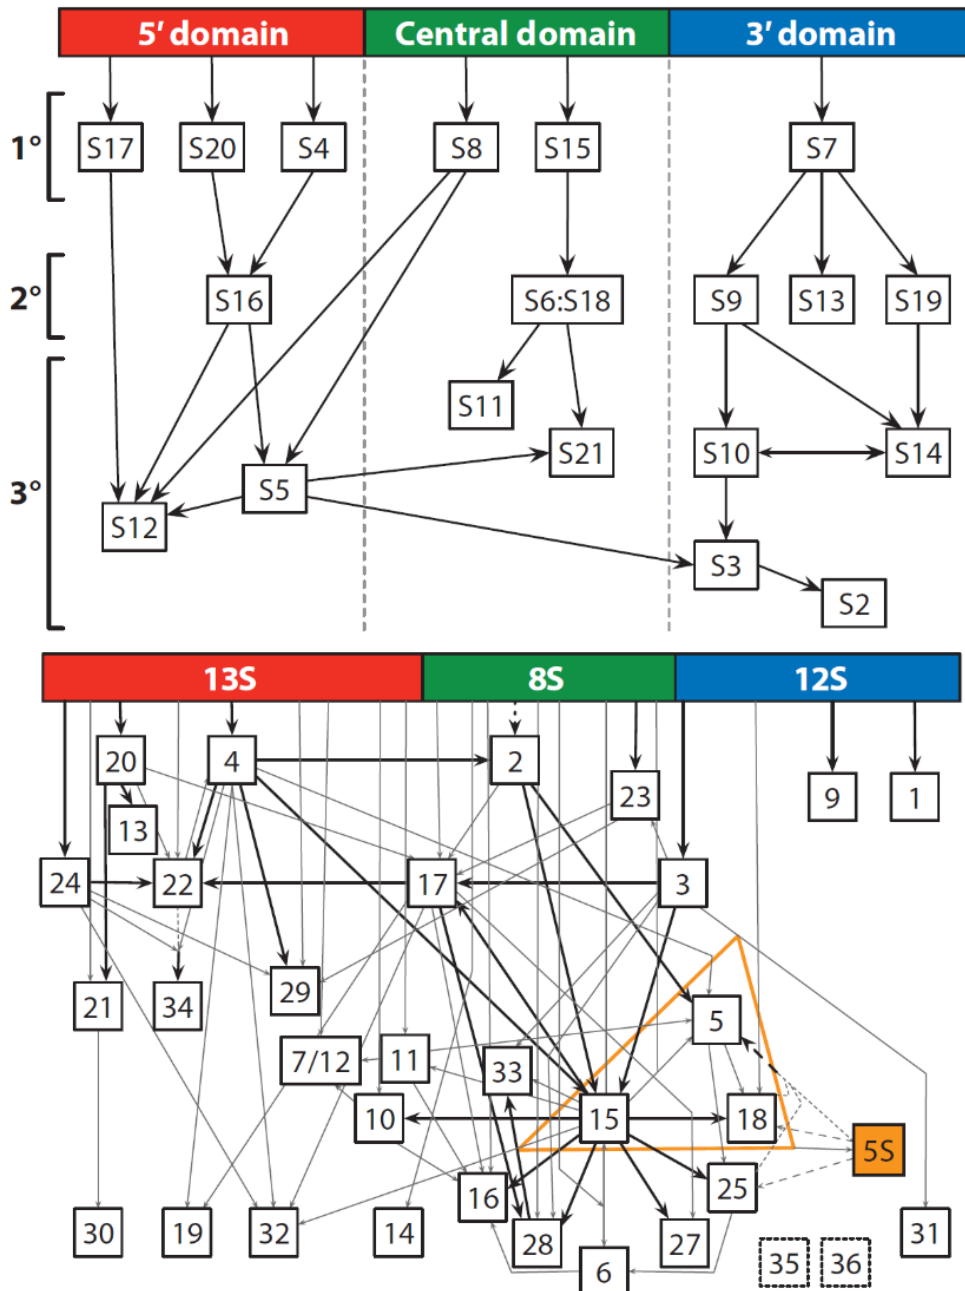 5′ domain Central domain 3′ domain
1° S17 S20 S4 S8 S15 S7
2° S16 S6:S18 S9 S13 S19
S11
S21 S10 S14
3° S5
S12
S3
S2
13S 8S 12S
20 4 2
23 9 1
13
24 22 17 3
29
21 34
5
7/12 11 33
10 15 18
5S
25
16
30 19 32 14 28 27 31
35 36
6